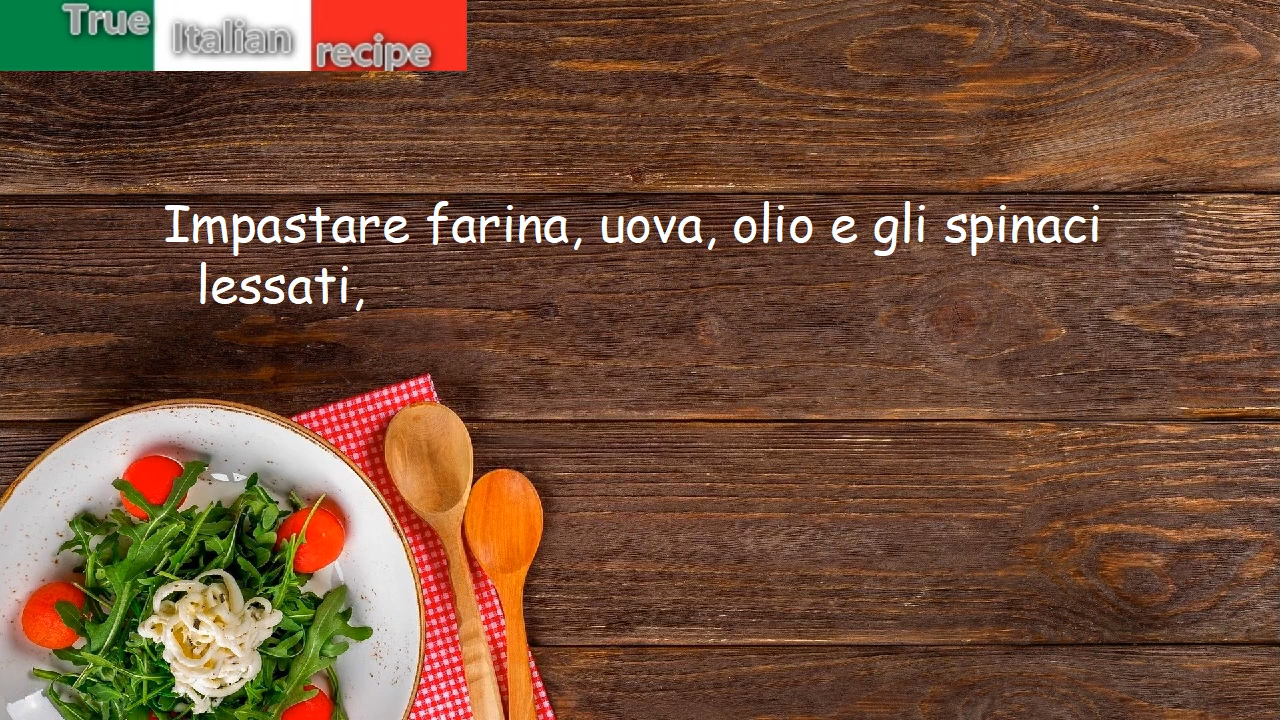 True Italian recipe
Impastare farina, uova, olio e gli spinaci
lessati,